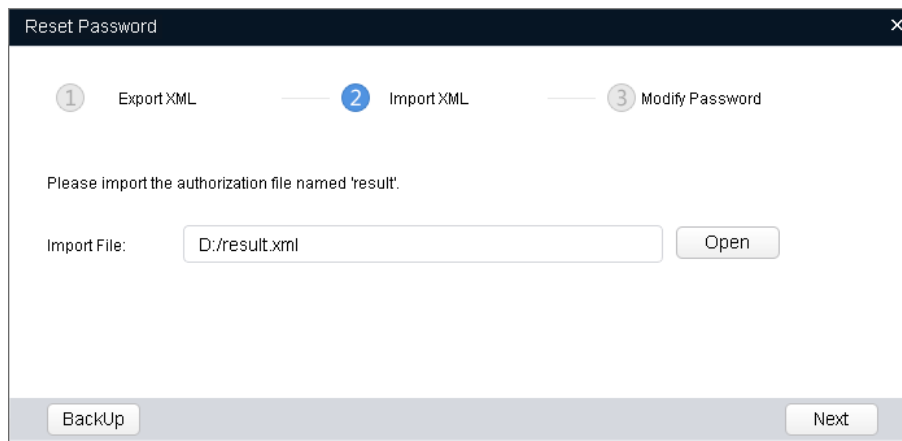 Reset Password
1 Export XML 2 Import XML 3 Modify Password
Please import the authorization file named 'result'.
Import File: D:/result.xml Open
BackUp Next